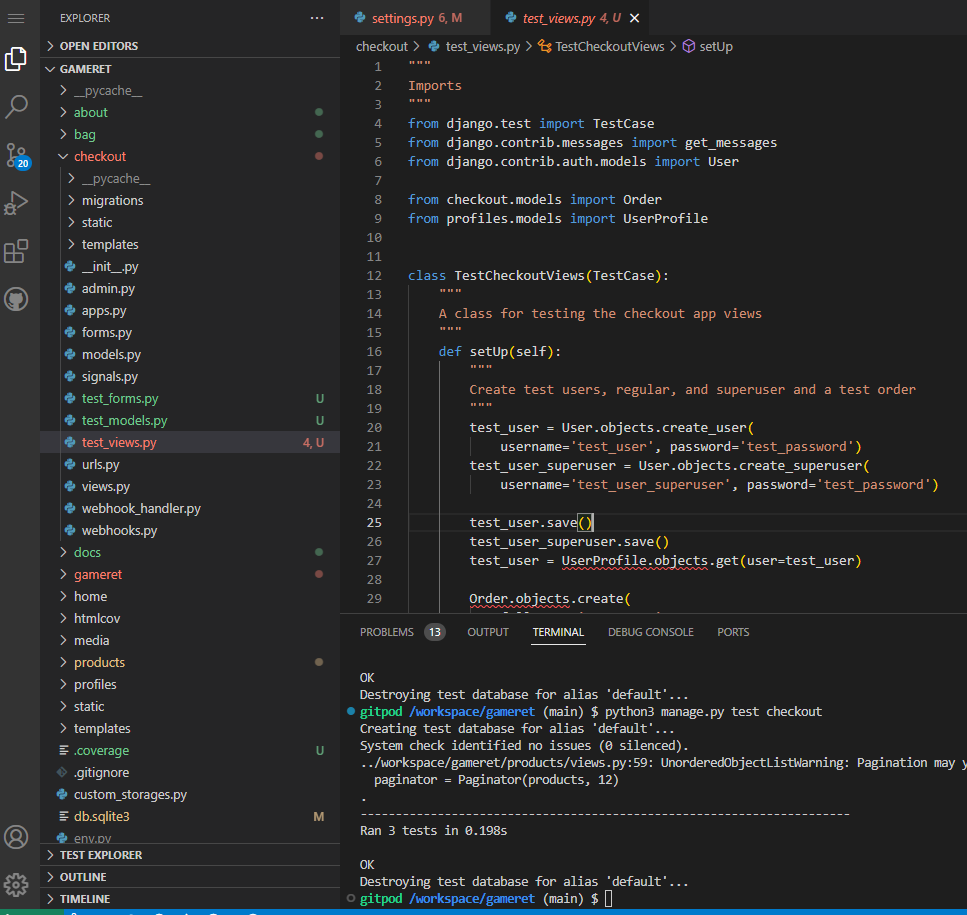 EXPLORER
...
OPEN EDITORS
GAMERET
__pycache__
about
bag
checkout
__pycache__
migrations
static
templates
__init__.py
admin.py
apps.py
forms.py
models.py
signals.py
test_forms.py U
test_models.py U
test_views.py 4, U
urls.py
views.py
webhook_handler.py
webhooks.py
docs
gameret
home
htmlcov
media
products
profiles
static
templates
.coverage U
.gitignore
custom_storages.py
db.sqlite3 M
env.py
TEST EXPLORER
OUTLINE
TIMELINE
20
settings.py 6, M
test_views.py 4, U
checkout > test_views.py > TestCheckoutViews > setUp
1 """
2 Imports
3 """
4 from django.test import TestCase
5 from django.contrib.messages import get_messages
6 from django.contrib.auth.models import User
7
8 from checkout.models import Order
9 from profiles.models import UserProfile
10
11
12 class TestCheckoutViews(TestCase):
13 """
14 A class for testing the checkout app views
15 """
16 def setUp(self):
17 """
18 Create test users, regular, and superuser and a test order
19 """
20 test_user = User.objects.create_user(
21 username='test_user', password='test_password')
22 test_user_superuser = User.objects.create_superuser(
23 username='test_user_superuser', password='test_password')
24
25 test_user.save()
26 test_user_superuser.save()
27 test_user = UserProfile.objects.get(user=test_user)
28
29 Order.objects.create(
PROBLEMS 13 OUTPUT TERMINAL DEBUG CONSOLE PORTS
OK
Destroying test database for alias 'default'...
gitpod /workspace/gameret (main) $ python3 manage.py test checkout
Creating test database for alias 'default'...
System check identified no issues (0 silenced).
../workspace/gameret/products/views.py:59: UnorderedObjectListWarning: Pagination may
paginator = Paginator(products, 12)
.
----------------------------------------------------------------------
Ran 3 tests in 0.198s
OK
Destroying test database for alias 'default'...
gitpod /workspace/gameret (main) $